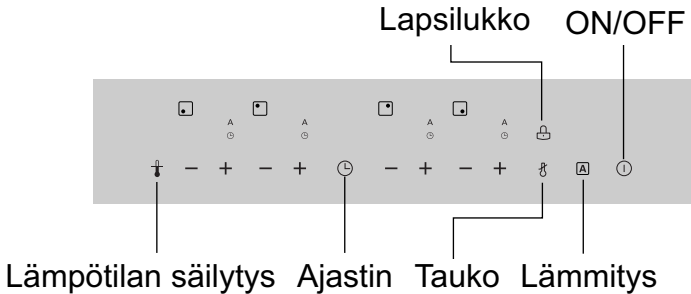 Lapsilukko ON/OFF
A A A A
A
Lämpötilan säilytys Ajastin Tauko Lämmitys